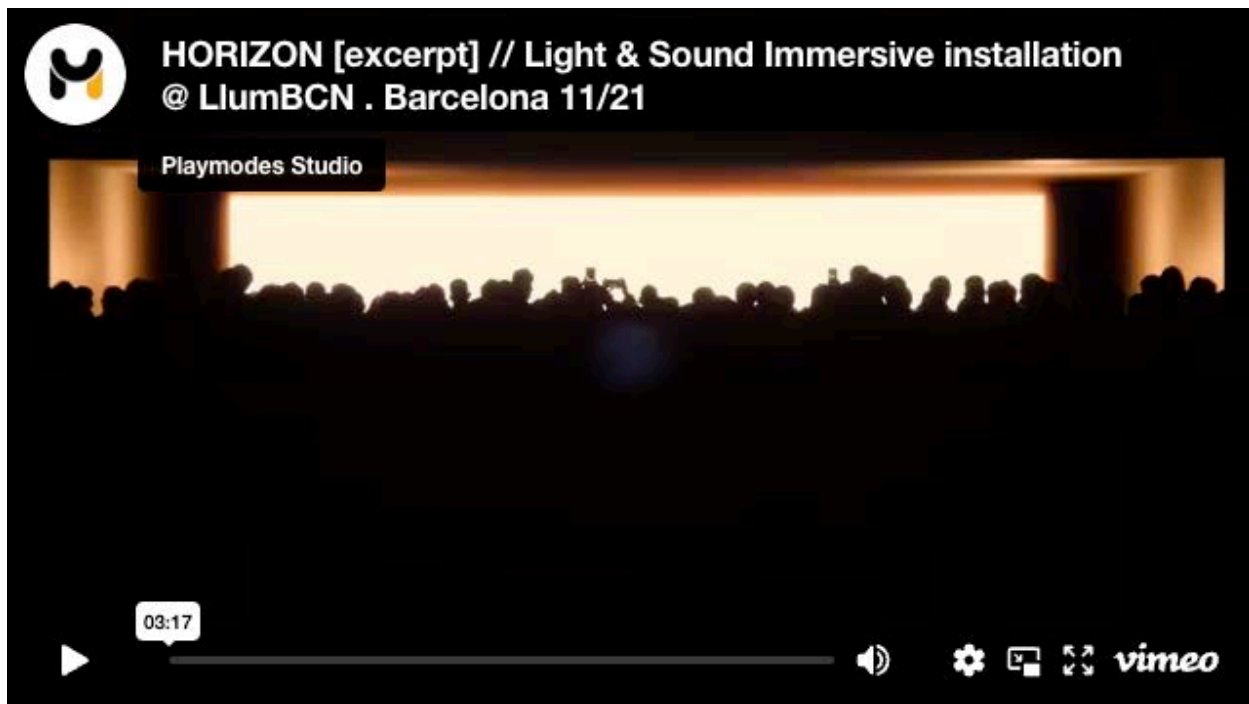 HORIZON [excerpt] // Light & Sound Immersive installation
@ LlumBCN . Barcelona 11/21
Playmodes Studio
03:17
vimeo